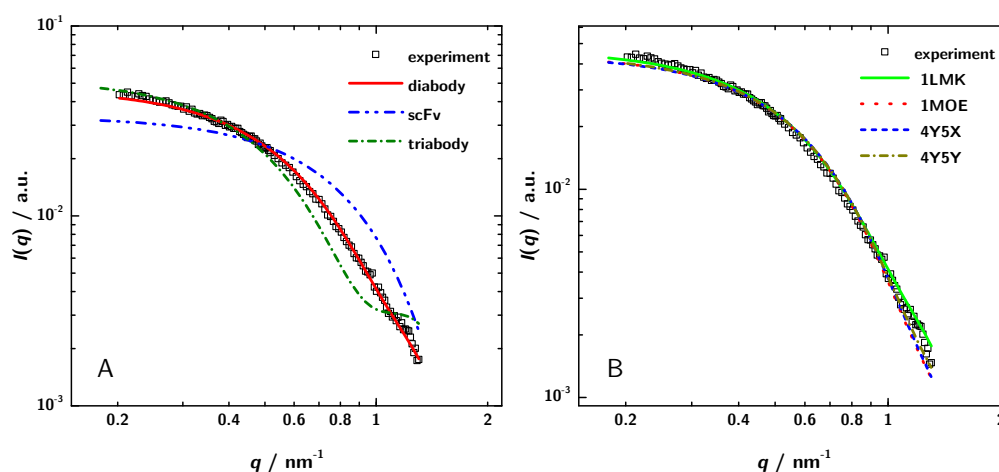 10⁻¹
10⁻²
10⁻³
I(q) / a.u.
experiment
diabody
scFv
triabody
A
0.2
0.4
0.6
0.8
1
2
q / nm⁻¹
10⁻²
10⁻³
I(q) / a.u.
experiment
1LMK
1MOE
4Y5X
4Y5Y
B
0.2
0.4
0.6
0.8
1
2
q / nm⁻¹